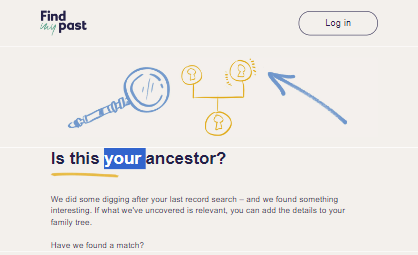 Find
my past
Log in
Is this your ancestor?
We did some digging after your last record search – and we found something
interesting. If what we've uncovered is relevant, you can add the details to your
family tree.
Have we found a match?